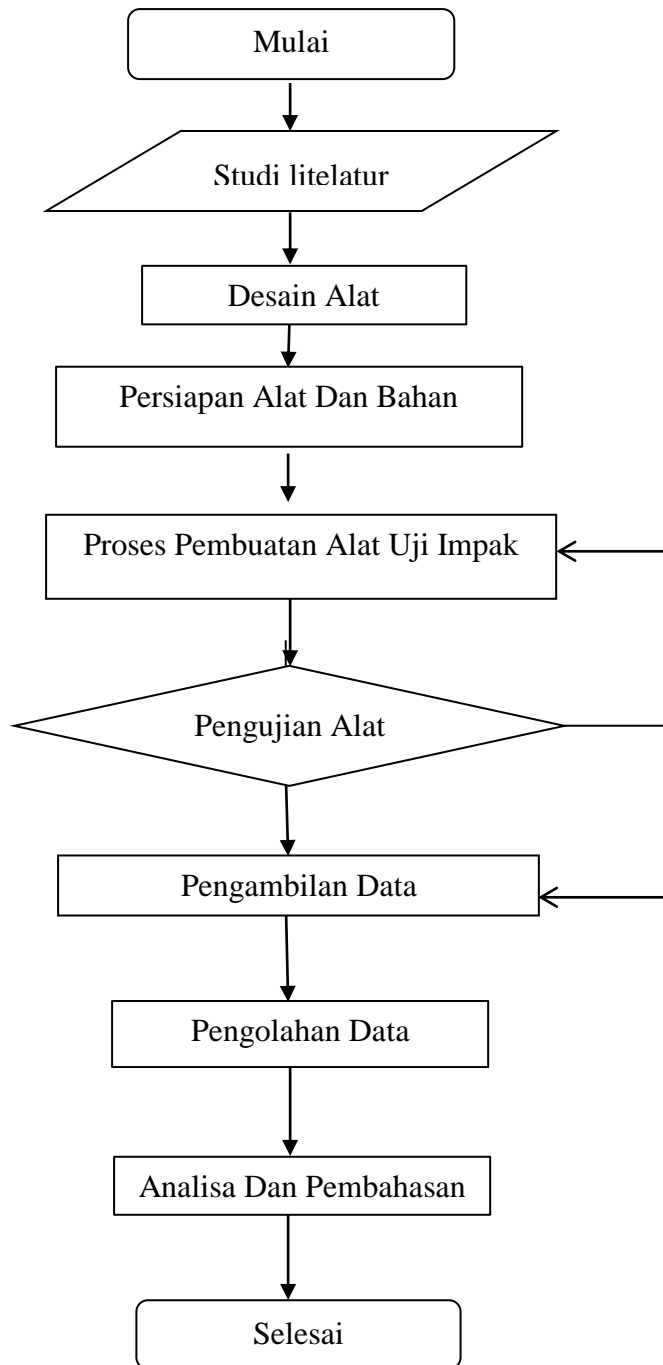 Mulai
Studi litelatur
Desain Alat
Persiapan Alat Dan Bahan
Proses Pembuatan Alat Uji Impak
Pengujian Alat
Pengambilan Data
Pengolahan Data
Analisa Dan Pembahasan
Selesai